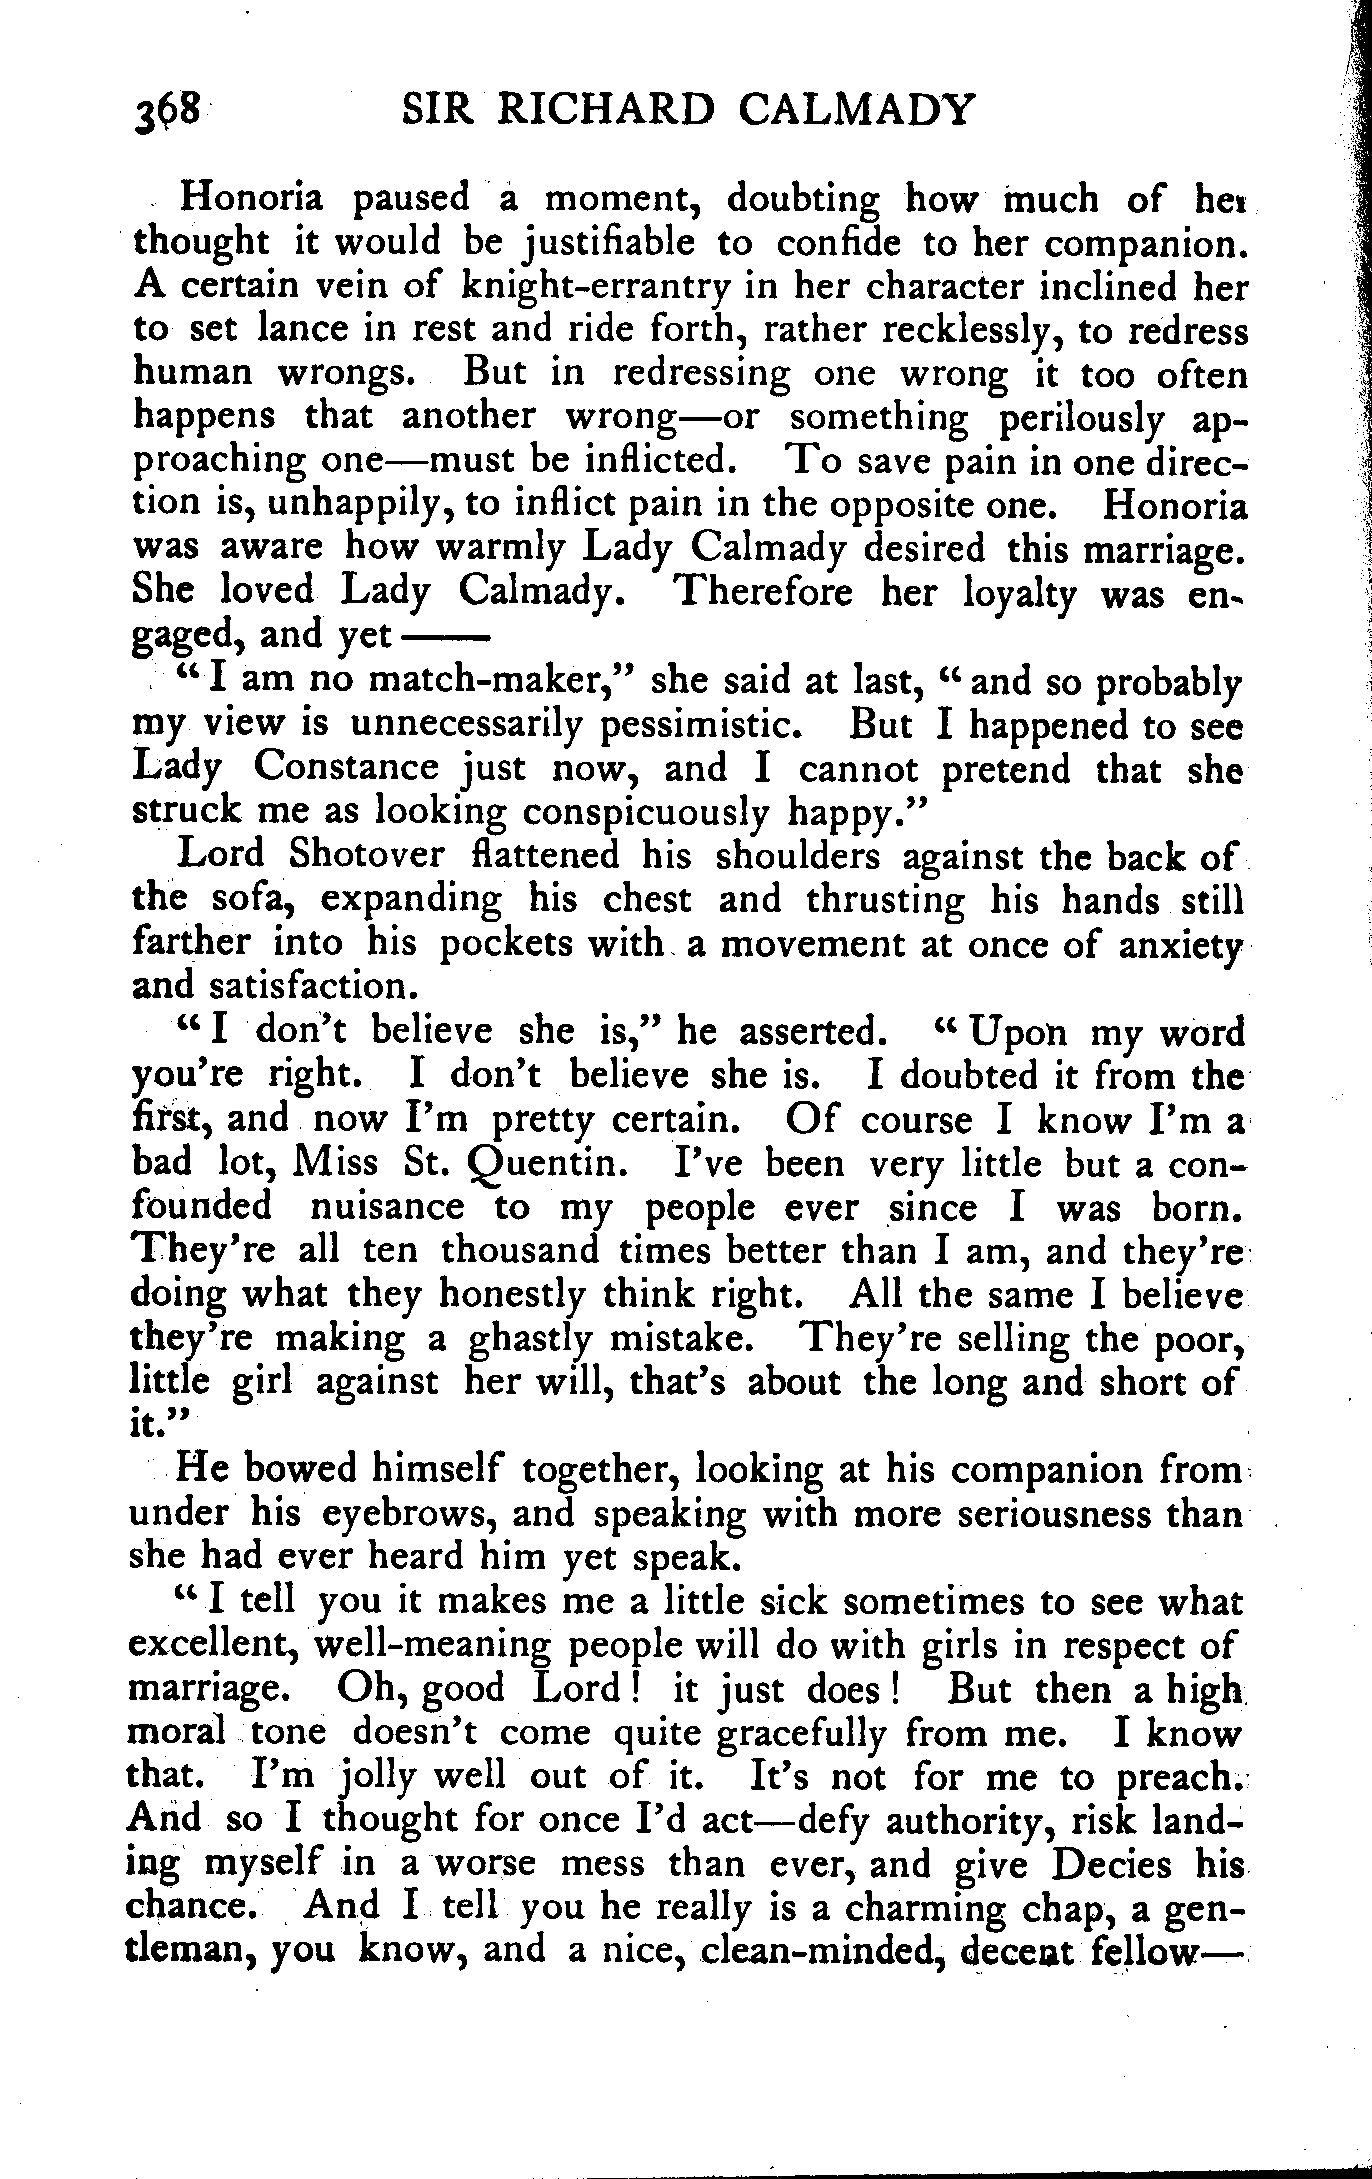 368 SIR RICHARD CALMADY
Honoria paused a moment, doubting how much of her
thought it would be justifiable to confide to her companion.
A certain vein of knight-errantry in her character inclined her
to set lance in rest and ride forth, rather recklessly, to redress
human wrongs. But in redressing one wrong it too often
happens that another wrong—or something perilously ap-
proaching one—must be inflicted. To save pain in one direc-
tion is, unhappily, to inflict pain in the opposite one. Honoria
was aware how warmly Lady Calmady desired this marriage.
She loved Lady Calmady. Therefore her loyalty was en-
gaged, and yet——
“I am no match-maker,” she said at last, “and so probably
my view is unnecessarily pessimistic. But I happened to see
Lady Constance just now, and I cannot pretend that she
struck me as looking conspicuously happy.”
Lord Shotover flattened his shoulders against the back of
the sofa, expanding his chest and thrusting his hands still
farther into his pockets with a movement at once of anxiety
and satisfaction.
“I don’t believe she is,” he asserted. “Upon my word
you’re right. I don’t believe she is. I doubted it from the
first, and now I’m pretty certain. Of course I know I’m a
bad lot, Miss St. Quentin. I’ve been very little but a con-
founded nuisance to my people ever since I was born.
They’re all ten thousand times better than I am, and they’re
doing what they honestly think right. All the same I believe
they’re making a ghastly mistake. They’re selling the poor,
little girl against her will, that’s about the long and short of
it.”
He bowed himself together, looking at his companion from
under his eyebrows, and speaking with more seriousness than
she had ever heard him yet speak.
“I tell you it makes me a little sick sometimes to see what
excellent, well-meaning people will do with girls in respect of
marriage. Oh, good Lord! it just does! But then a high
moral tone doesn’t come quite gracefully from me. I know
that. I’m jolly well out of it. It’s not for me to preach.
And so I thought for once I’d act—defy authority, risk land-
ing myself in a worse mess than ever, and give Decies his
chance. And I tell you he really is a charming chap, a gen-
tleman, you know, and a nice, clean-minded, decent fellow—